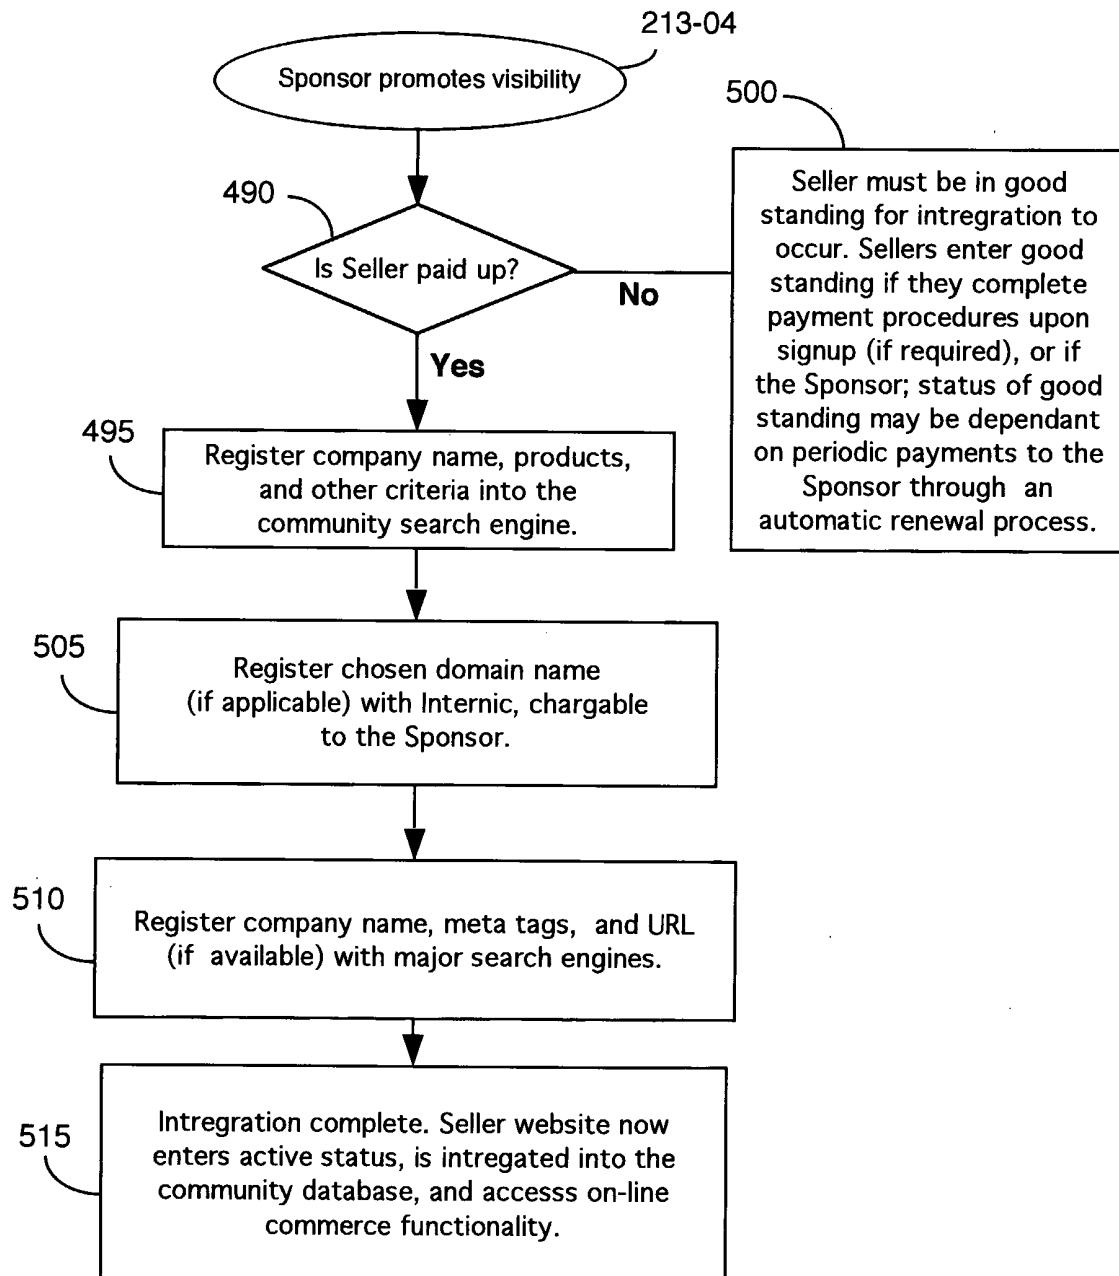 213-04
Sponsor promotes visibility
500
490
Is Seller paid up?
No
Yes
Seller must be in good
standing for intregration to
occur. Sellers enter good
standing if they complete
payment procedures upon
signup (if required), or if
the Sponsor; status of good
standing may be dependant
on periodic payments to the
Sponsor through an
automatic renewal process.
495
Register company name, products,
and other criteria into the
community search engine.
505
Register chosen domain name
(if applicable) with Internic, chargable
to the Sponsor.
510
Register company name, meta tags, and URL
(if available) with major search engines.
515
Intregration complete. Seller website now
enters active status, is intregated into the
community database, and accesss on-line
commerce functionality.